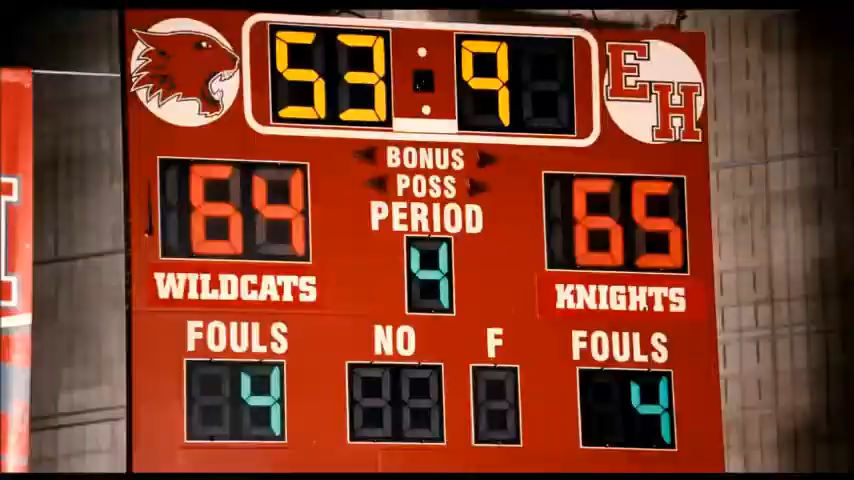 53:9
EH
BONUS
POSS
PERIOD
64
65
4
WILDCATS
KNIGHTS
FOULS
NO
F
FOULS
4
4